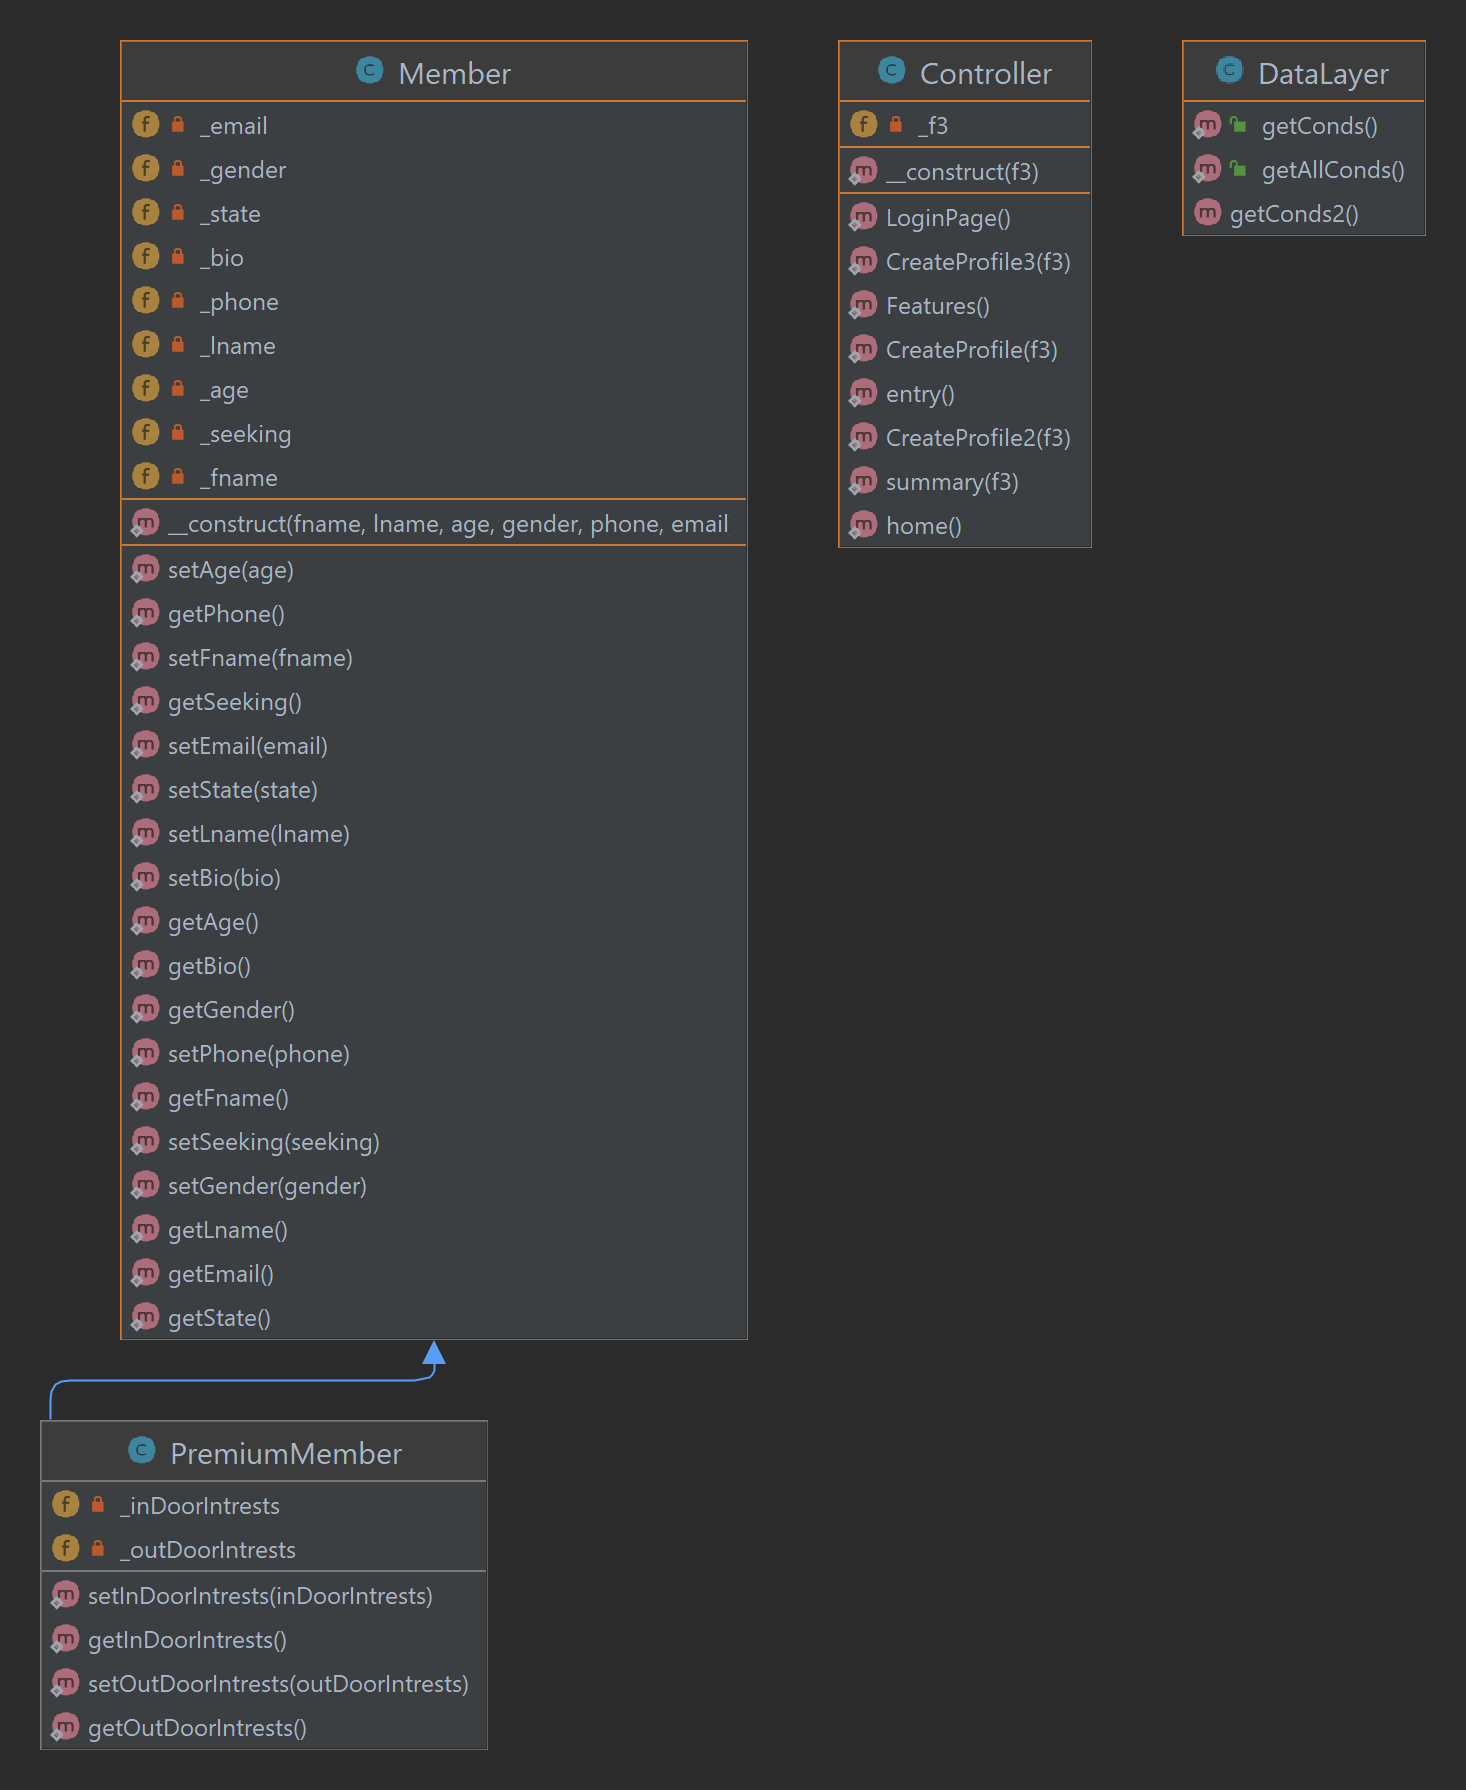 Member
_email
_gender
_state
_bio
_phone
_lname
_age
_seeking
_fname
__construct(fname, lname, age, gender, phone, email
setAge(age)
getPhone()
setFname(fname)
getSeeking()
setEmail(email)
setState(state)
setLname(lname)
setBio(bio)
getAge()
getBio()
getGender()
setPhone(phone)
getFname()
setSeeking(seeking)
setGender(gender)
getLname()
getEmail()
getState()
Controller
_f3
__construct(f3)
LoginPage()
CreateProfile3(f3)
Features()
CreateProfile(f3)
entry()
CreateProfile2(f3)
summary(f3)
home()
DataLayer
getConds()
getAllConds()
getConds2()
PremiumMember
_inDoorIntrests
_outDoorIntrests
setInDoorIntrests(inDoorIntrests)
getInDoorIntrests()
setOutDoorIntrests(outDoorIntrests)
getOutDoorIntrests()